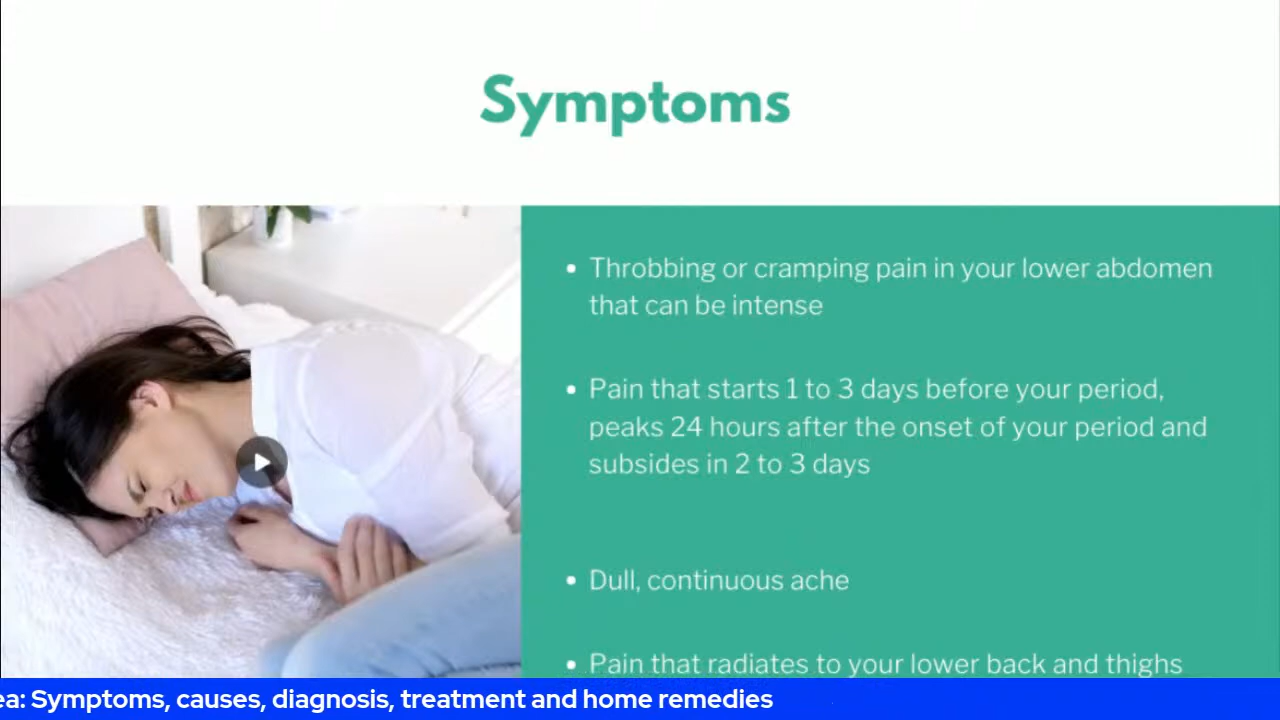 Symptoms
• Throbbing or cramping pain in your lower abdomen
that can be intense
• Pain that starts 1 to 3 days before your period,
peaks 24 hours after the onset of your period and
subsides in 2 to 3 days
• Dull, continuous ache
• Pain that radiates to your lower back and thighs
ea: Symptoms, causes, diagnosis, treatment and home remedies